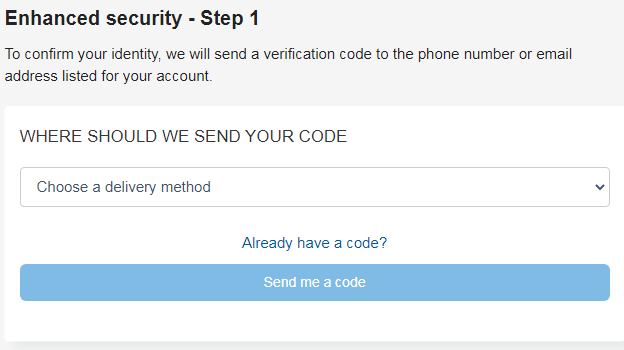 Enhanced security - Step 1
To confirm your identity, we will send a verification code to the phone number or email
address listed for your account.
WHERE SHOULD WE SEND YOUR CODE
Choose a delivery method
Already have a code?
Send me a code